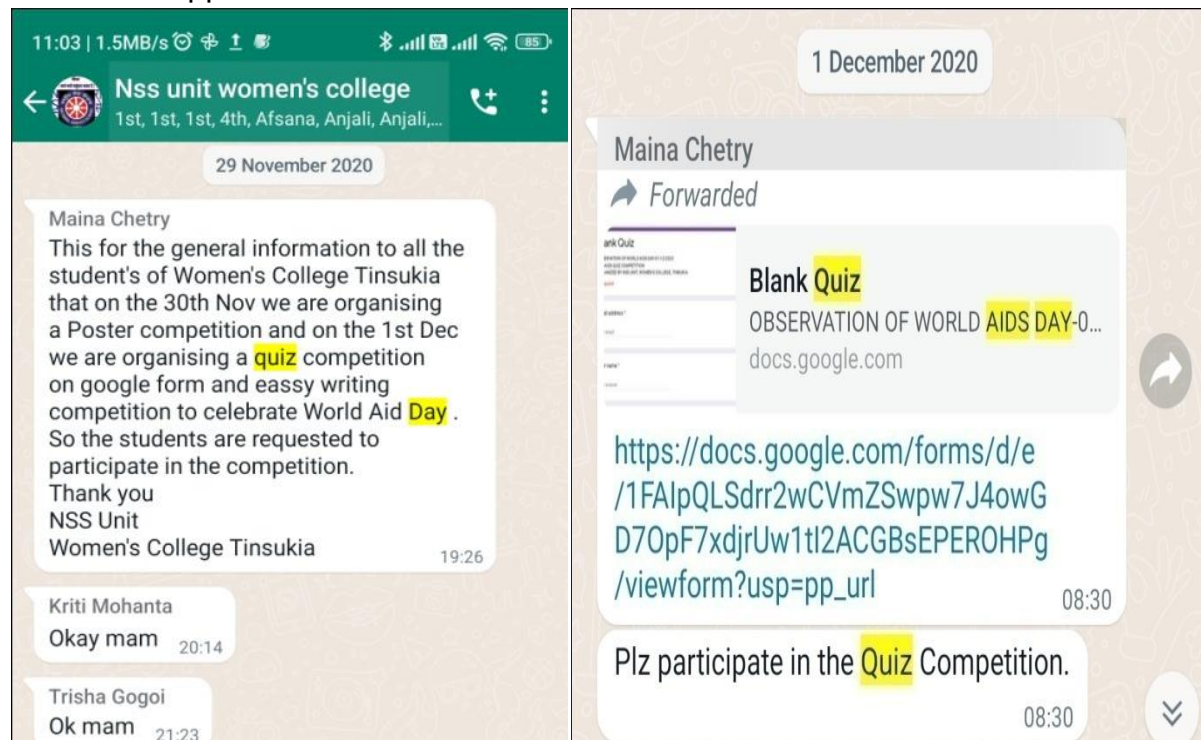 11:03 | 1.5MB/s
85
Nss unit women's college
1st, 1st, 1st, 4th, Afsana, Anjali, Anjali,...
29 November 2020
Maina Chetry
This for the general information to all the
student's of Women's College Tinsukia
that on the 30th Nov we are organising
a Poster competition and on the 1st Dec
we are organising a quiz competition
on google form and eassy writing
competition to celebrate World Aid Day .
So the students are requested to
participate in the competition.
Thank you
NSS Unit
Women's College Tinsukia
19:26
Kriti Mohanta
Okay mam 20:14
Trisha Gogoi
Ok mam 21:23
1 December 2020
Maina Chetry
Forwarded
ank Quiz
Blank Quiz
OBSERVATION OF WORLD AIDS DAY-0...
docs.google.com
https://docs.google.com/forms/d/e
/1FAIpQLSdrr2wCVmZSwpw7J4owG
D7OpF7xdjrUw1tI2ACGBsEPEROHPg
/viewform?usp=pp_url
08:30
Plz participate in the Quiz Competition.
08:30